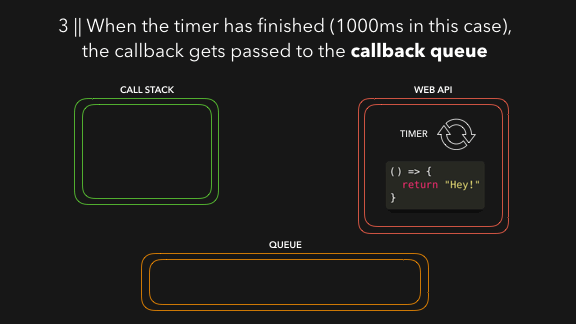 3 || When the timer has finished (1000ms in this case),
the callback gets passed to the callback queue
CALL STACK
WEB API
TIMER
() => {
return "Hey!"
}
QUEUE